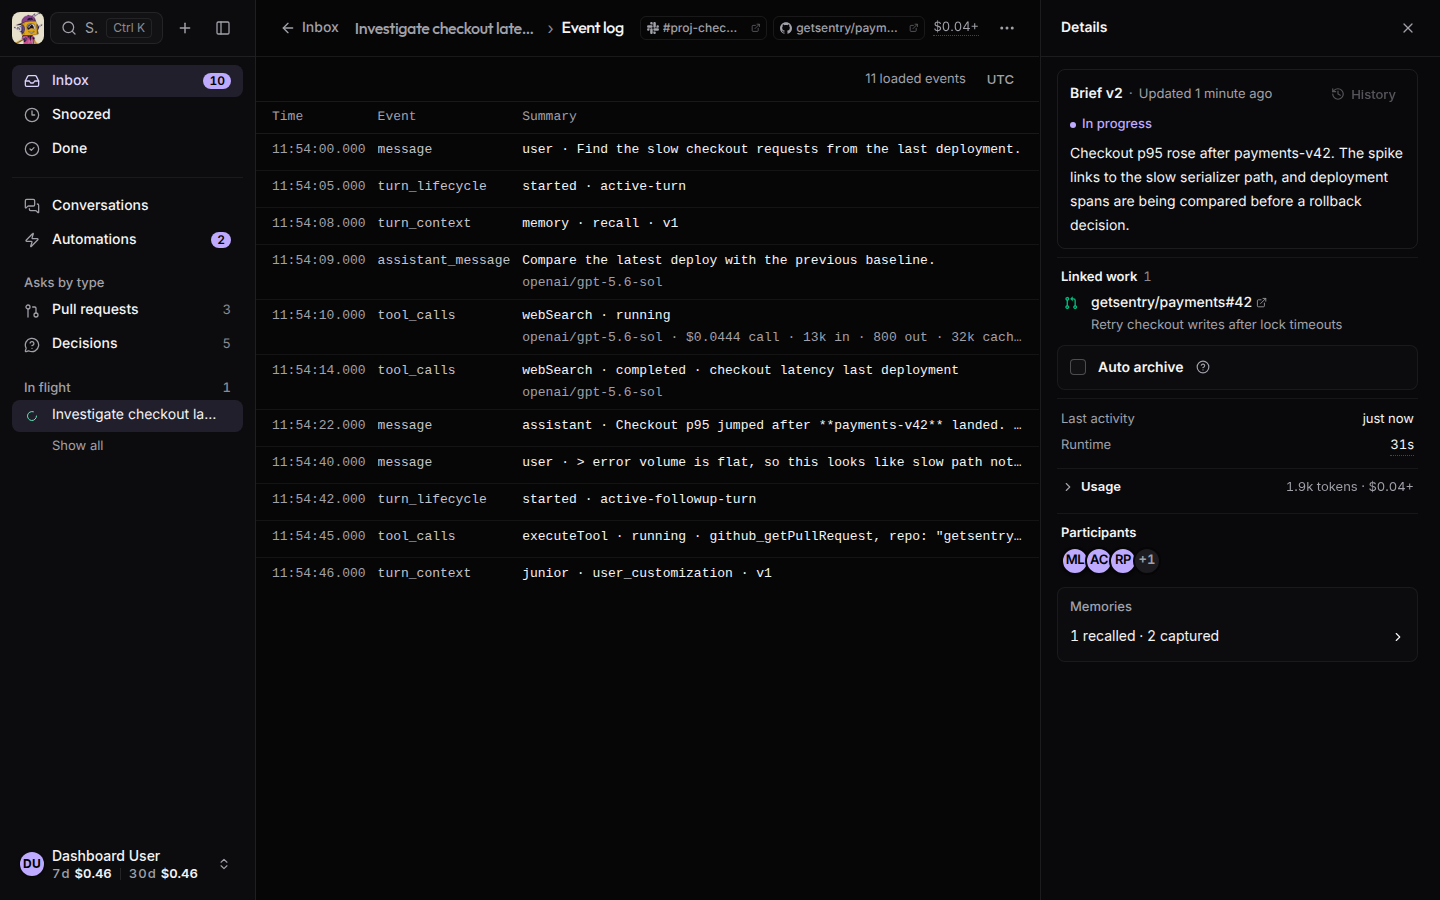 S. Ctrl K
Inbox 10
Snoozed
Done
Conversations
Automations 2
Asks by type
Pull requests 3
Decisions 5
In flight 1
Investigate checkout la...
Show all
DU Dashboard User
7d $0.46 | 30d $0.46
Inbox Investigate checkout late... › Event log #proj-chec... getsentry/paym... $0.04+
11 loaded events UTC
Time Event Summary
11:54:00.000 message user · Find the slow checkout requests from the last deployment.
11:54:05.000 turn_lifecycle started · active-turn
11:54:08.000 turn_context memory · recall · v1
11:54:09.000 assistant_message Compare the latest deploy with the previous baseline.
openai/gpt-5.6-sol
11:54:10.000 tool_calls webSearch · running
openai/gpt-5.6-sol · $0.0444 call · 13k in · 800 out · 32k cach…
11:54:14.000 tool_calls webSearch · completed · checkout latency last deployment
openai/gpt-5.6-sol
11:54:22.000 message assistant · Checkout p95 jumped after **payments-v42** landed. …
11:54:40.000 message user · > error volume is flat, so this looks like slow path not…
11:54:42.000 turn_lifecycle started · active-followup-turn
11:54:45.000 tool_calls executeTool · running · github_getPullRequest, repo: "getsentry…
11:54:46.000 turn_context junior · user_customization · v1
Details
Brief v2 · Updated 1 minute ago History
In progress
Checkout p95 rose after payments-v42. The spike
links to the slow serializer path, and deployment
spans are being compared before a rollback
decision.
Linked work 1
getsentry/payments#42
Retry checkout writes after lock timeouts
Auto archive
Last activity just now
Runtime 31s
Usage 1.9k tokens · $0.04+
Participants
ML AC RP +1
Memories
1 recalled · 2 captured